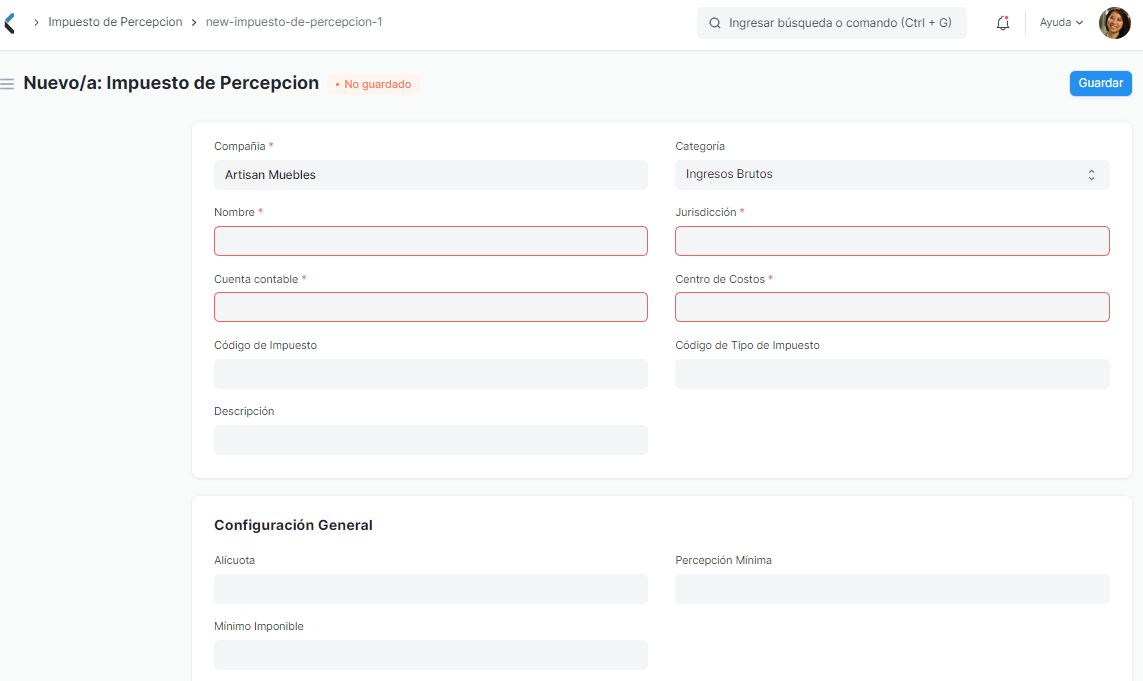 Impuesto de Percepcion new-impuesto-de-percepcion-1 Ingresar búsqueda o comando (Ctrl + G) Ayuda
Nuevo/a: Impuesto de Percepcion • No guardado Guardar
Compañia * Categoría
Artisan Muebles Ingresos Brutos
Nombre * Jurisdicción *
Cuenta contable * Centro de Costos *
Código de Impuesto Código de Tipo de Impuesto
Descripción
Configuración General
Alícuota Percepción Mínima
Mínimo Imponible